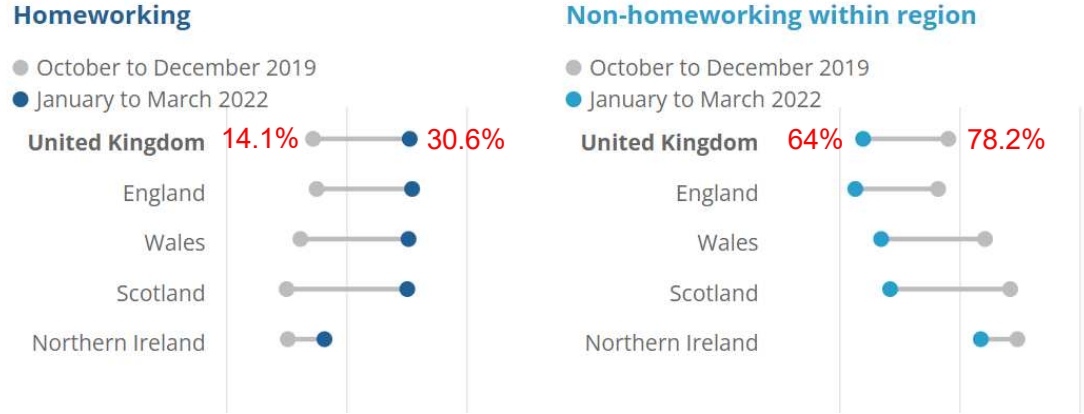 Homeworking
October to December 2019
January to March 2022
United Kingdom 14.1% 30.6%
England
Wales
Scotland
Northern Ireland
Non-homeworking within region
October to December 2019
January to March 2022
United Kingdom 64% 78.2%
England
Wales
Scotland
Northern Ireland